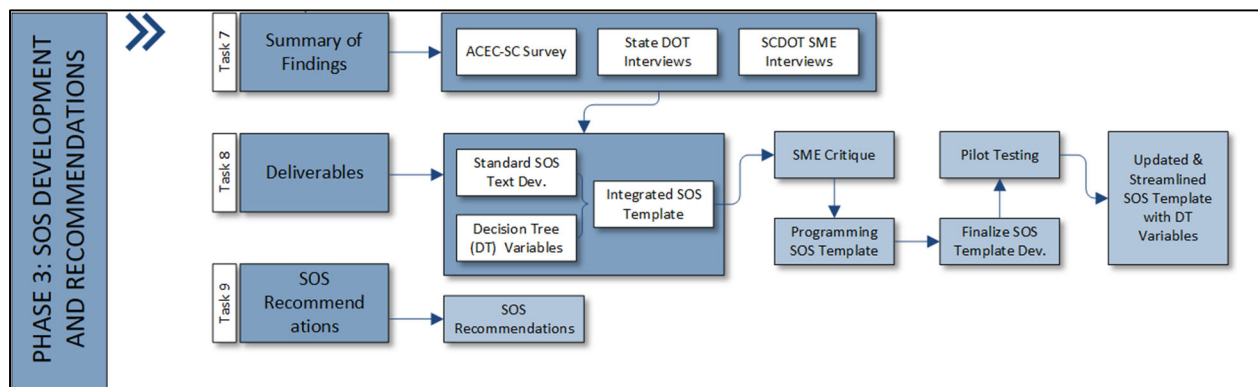 PHASE 3: SOS DEVELOPMENT
AND RECOMMENDATIONS
Task 7
Summary of
Findings
ACEC-SC Survey
State DOT
Interviews
SCDOT SME
Interviews
Task 8
Deliverables
Standard SOS
Text Dev.
Decision Tree
(DT) Variables
Integrated SOS
Template
SME Critique
Programming
SOS Template
Pilot Testing
Finalize SOS
Template Dev.
Updated &
Streamlined
SOS Template
with DT
Variables
Task 9
SOS
Recommend
ations
SOS
Recommendations